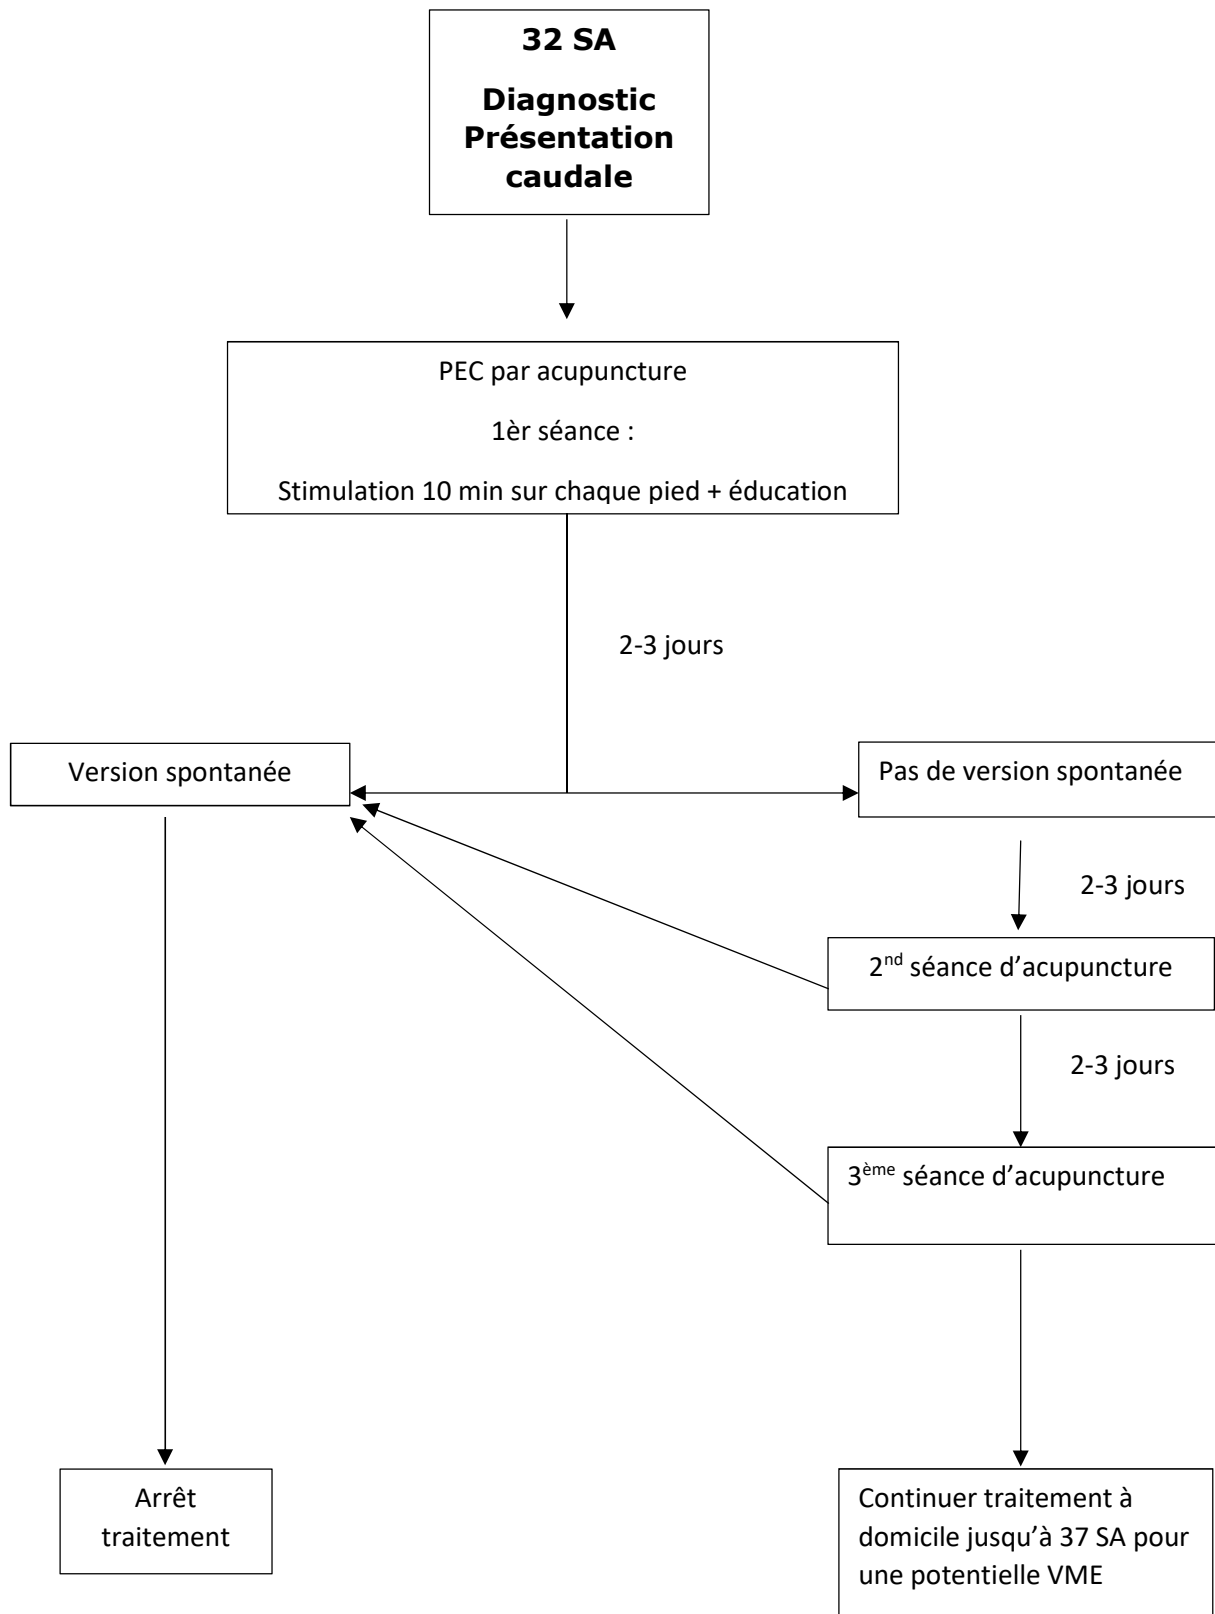 32 SA
Diagnostic
Présentation
caudale
PEC par acupuncture
1èr séance :
Stimulation 10 min sur chaque pied + éducation
2-3 jours
Version spontanée
Pas de version spontanée
2-3 jours
2nd séance d’acupuncture
2-3 jours
3ème séance d’acupuncture
Arrêt
traitement
Continuer traitement à
domicile jusqu’à 37 SA pour
une potentielle VME